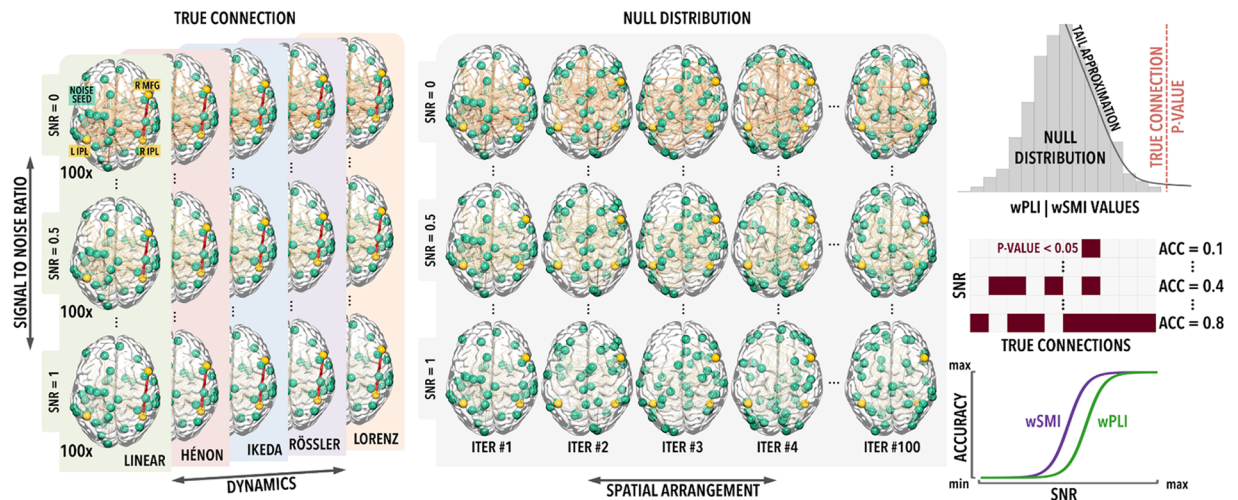 TRUE CONNECTION
SIGNAL TO NOISE RATIO
SNR = 0
NOISE
SEED
R MFG
L IPL
R IPL
100x
SNR = 0.5
100x
SNR = 1
100x
LINEAR
HÉNON
IKEDA
RÖSSLER
LORENZ
DYNAMICS
NULL DISTRIBUTION
SNR = 0
SNR = 0.5
SNR = 1
ITER #1
ITER #2
ITER #3
ITER #4
ITER #100
SPATIAL ARRANGEMENT
TAIL APPROXIMATION
NULL
DISTRIBUTION
TRUE CONNECTION
P-VALUE
wPLI | wSMI VALUES
SNR
P-VALUE < 0.05
ACC = 0.1
ACC = 0.4
ACC = 0.8
TRUE CONNECTIONS
max
ACCURACY
wSMI
wPLI
min
SNR
max